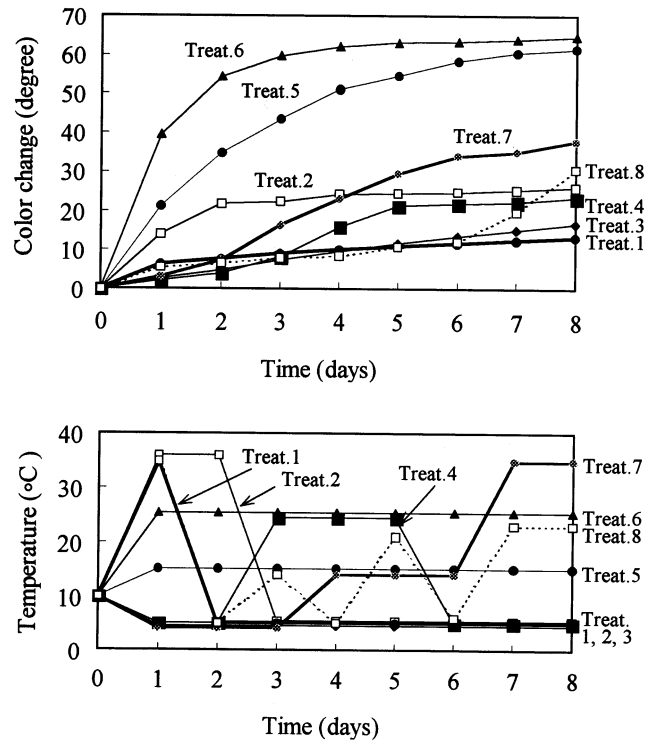 Color change (degree)
70
60
50
40
30
20
10
0
Treat.6
Treat.5
Treat.7
Treat.2
Treat.8
Treat.4
Treat.3
Treat.1
0 1 2 3 4 5 6 7 8
Time (days)
Temperature (°C)
40
30
20
10
0
Treat.1
Treat.2
Treat.4
Treat.7
Treat.6
Treat.8
Treat.5
Treat.
1, 2, 3
0 1 2 3 4 5 6 7 8
Time (days)